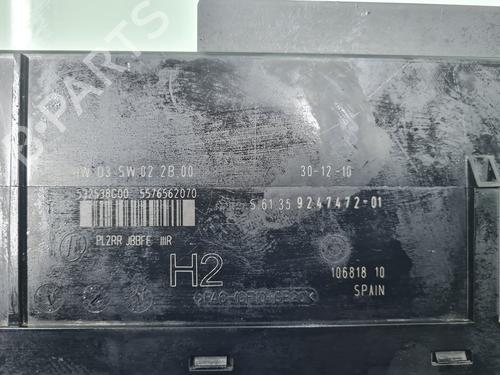 B-PARTS
HW 03 SW 02 2B 00 30-12-10
532538G00 5576562070
S 61 35 9247472-01
PL2RR JBBFE IIIR
H2
106818 10
SPAIN